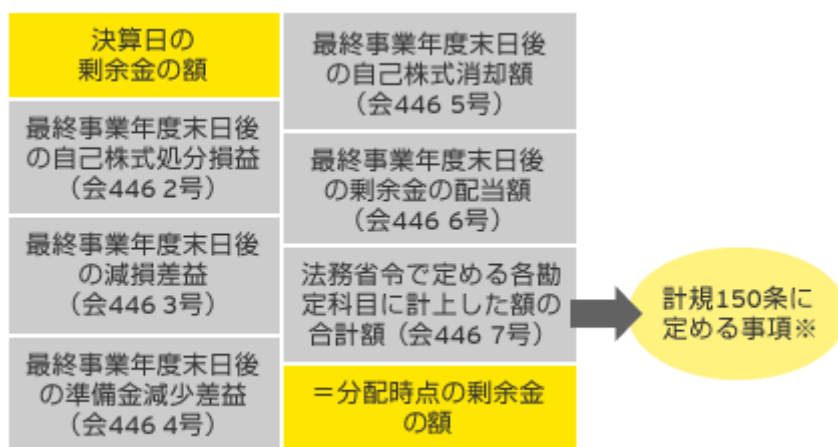 決算日の
剰余金の額
最終事業年度末日後
の自己株式処分損益
（会446 2号）
最終事業年度末日後
の減損差益
（会446 3号）
最終事業年度末日後
の準備金減少差益
（会446 4号）
最終事業年度末日後
の自己株式消却額
（会446 5号）
最終事業年度末日後
の剰余金の配当額
（会446 6号）
法務省令で定める各勘
定科目に計上した額の
合計額（会446 7号）
＝分配時点の剰余金
の額
計規150条に
定める事項※